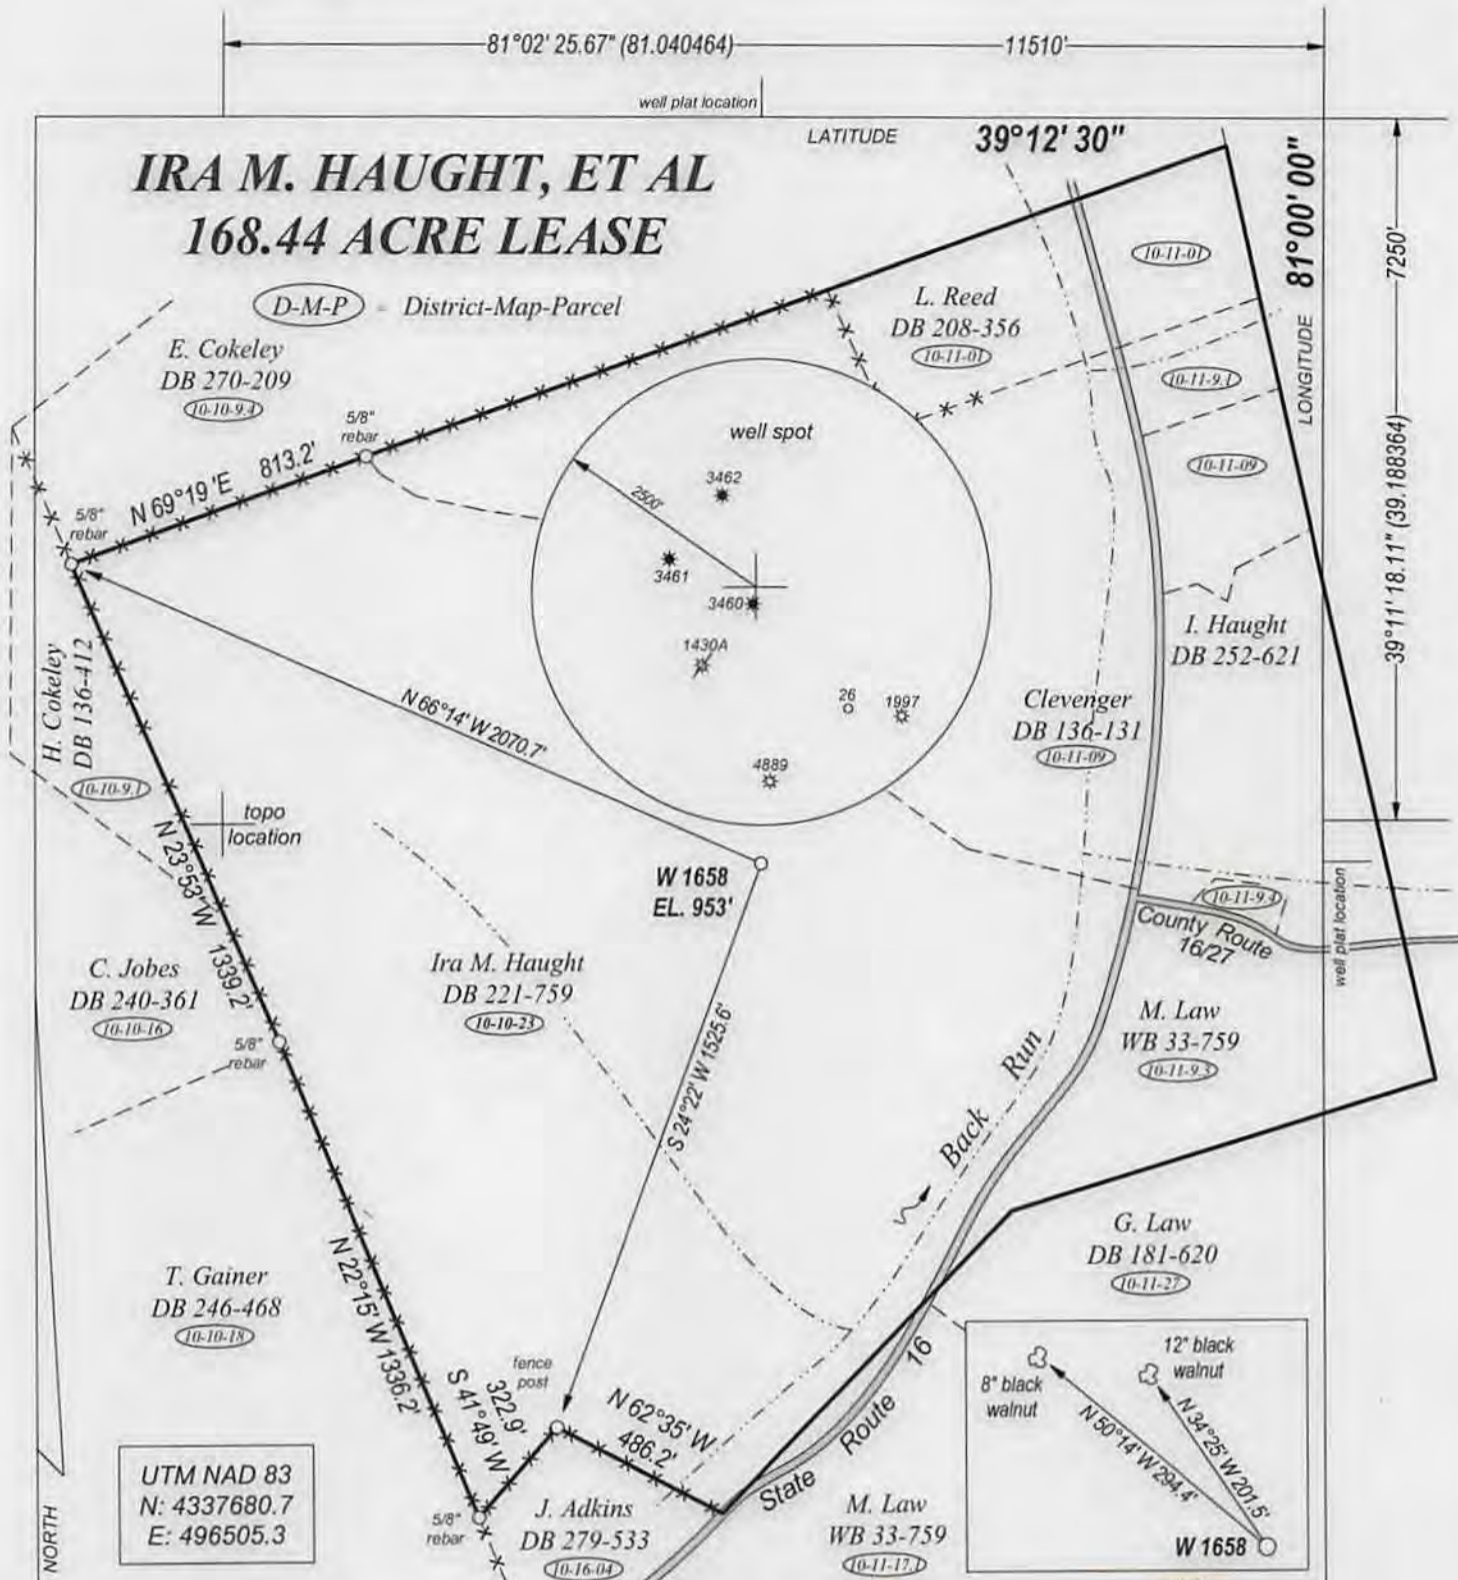 81°02' 25.67" (81.040464)
11510'
well plat location
LATITUDE
39°12' 30"
IRA M. HAUGHT, ET AL
168.44 ACRE LEASE
D-M-P = District-Map-Parcel
81°00' 00"
LONGITUDE
7250'
39°11' 18.11" (39.188364)
10-11-01
L. Reed
DB 208-356
10-11-01
E. Cokeley
DB 270-209
10-10-9.4
10-11-9.1
10-11-09
5/8"
rebar
N 69°19 'E 813.2'
5/8"
rebar
well spot
2500'
3462
3461
3460
1430A
26
1997
4889
I. Haught
DB 252-621
Clevenger
DB 136-131
10-11-09
H. Cokeley
DB 136-412
10-10-9.1
N 66°14' W 2070.7'
topo
location
N 23°53' W 1339.2'
W 1658
EL. 953'
10-11-9.4
County Route
16/27
well plat location
C. Jobes
DB 240-361
10-10-16
Ira M. Haught
DB 221-759
10-10-23
5/8"
rebar
S 24°22' W 1525.6'
M. Law
WB 33-759
10-11-9.3
Back Run
G. Law
DB 181-620
10-11-27
T. Gainer
DB 246-468
10-10-18
N 22°15' W 1336.2'
fence
post
S 41°49' W
322.9'
N 62°35' W
486.2'
State Route 16
12" black
walnut
8" black
walnut
N 34°25' W 201.5'
N 50°14' W 294.4'
W 1658
UTM NAD 83
N: 4337680.7
E: 496505.3
NORTH
5/8"
rebar
J. Adkins
DB 279-533
10-16-04
M. Law
WB 33-759
10-11-17.1